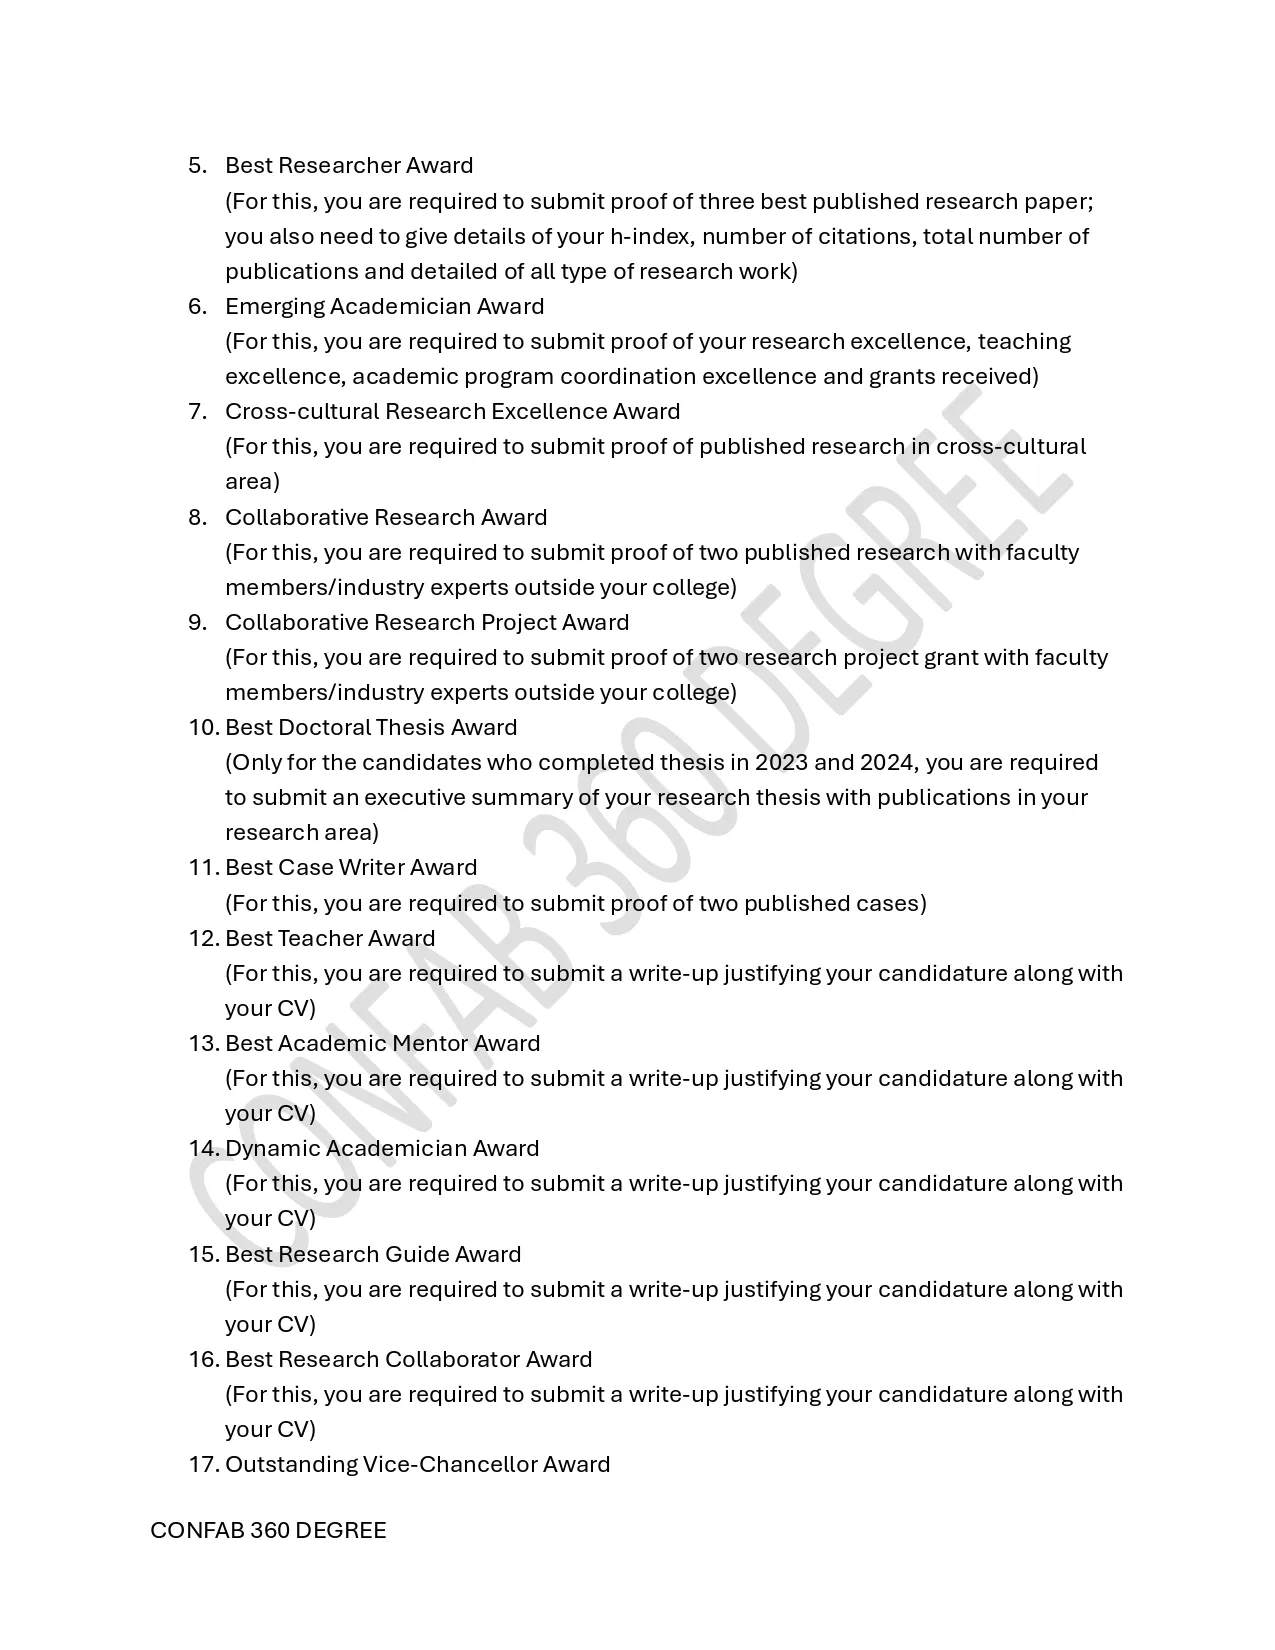 5. Best Researcher Award
(For this, you are required to submit proof of three best published research paper;
you also need to give details of your h-index, number of citations, total number of
publications and detailed of all type of research work)
6. Emerging Academician Award
(For this, you are required to submit proof of your research excellence, teaching
excellence, academic program coordination excellence and grants received)
7. Cross-cultural Research Excellence Award
(For this, you are required to submit proof of published research in cross-cultural
area)
8. Collaborative Research Award
(For this, you are required to submit proof of two published research with faculty
members/industry experts outside your college)
9. Collaborative Research Project Award
(For this, you are required to submit proof of two research project grant with faculty
members/industry experts outside your college)
10. Best Doctoral Thesis Award
(Only for the candidates who completed thesis in 2023 and 2024, you are required
to submit an executive summary of your research thesis with publications in your
research area)
11. Best Case Writer Award
(For this, you are required to submit proof of two published cases)
12. Best Teacher Award
(For this, you are required to submit a write-up justifying your candidature along with
your CV)
13. Best Academic Mentor Award
(For this, you are required to submit a write-up justifying your candidature along with
your CV)
14. Dynamic Academician Award
(For this, you are required to submit a write-up justifying your candidature along with
your CV)
15. Best Research Guide Award
(For this, you are required to submit a write-up justifying your candidature along with
your CV)
16. Best Research Collaborator Award
(For this, you are required to submit a write-up justifying your candidature along with
your CV)
17. Outstanding Vice-Chancellor Award
CONFAB 360 DEGREE
CONFAB 360 DEGREE